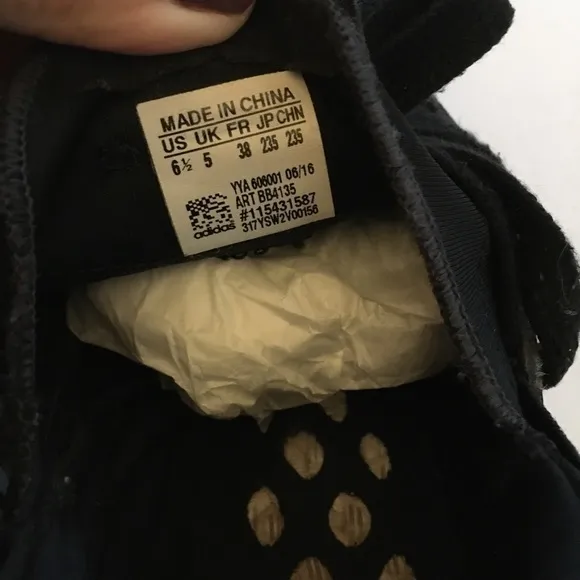 MADE IN CHINA
US UK FR JP CHN
6½ 5 38 235 235
YYA 606001 06/16
ART BB4135
#115431587
317YSW2V00156
adidas